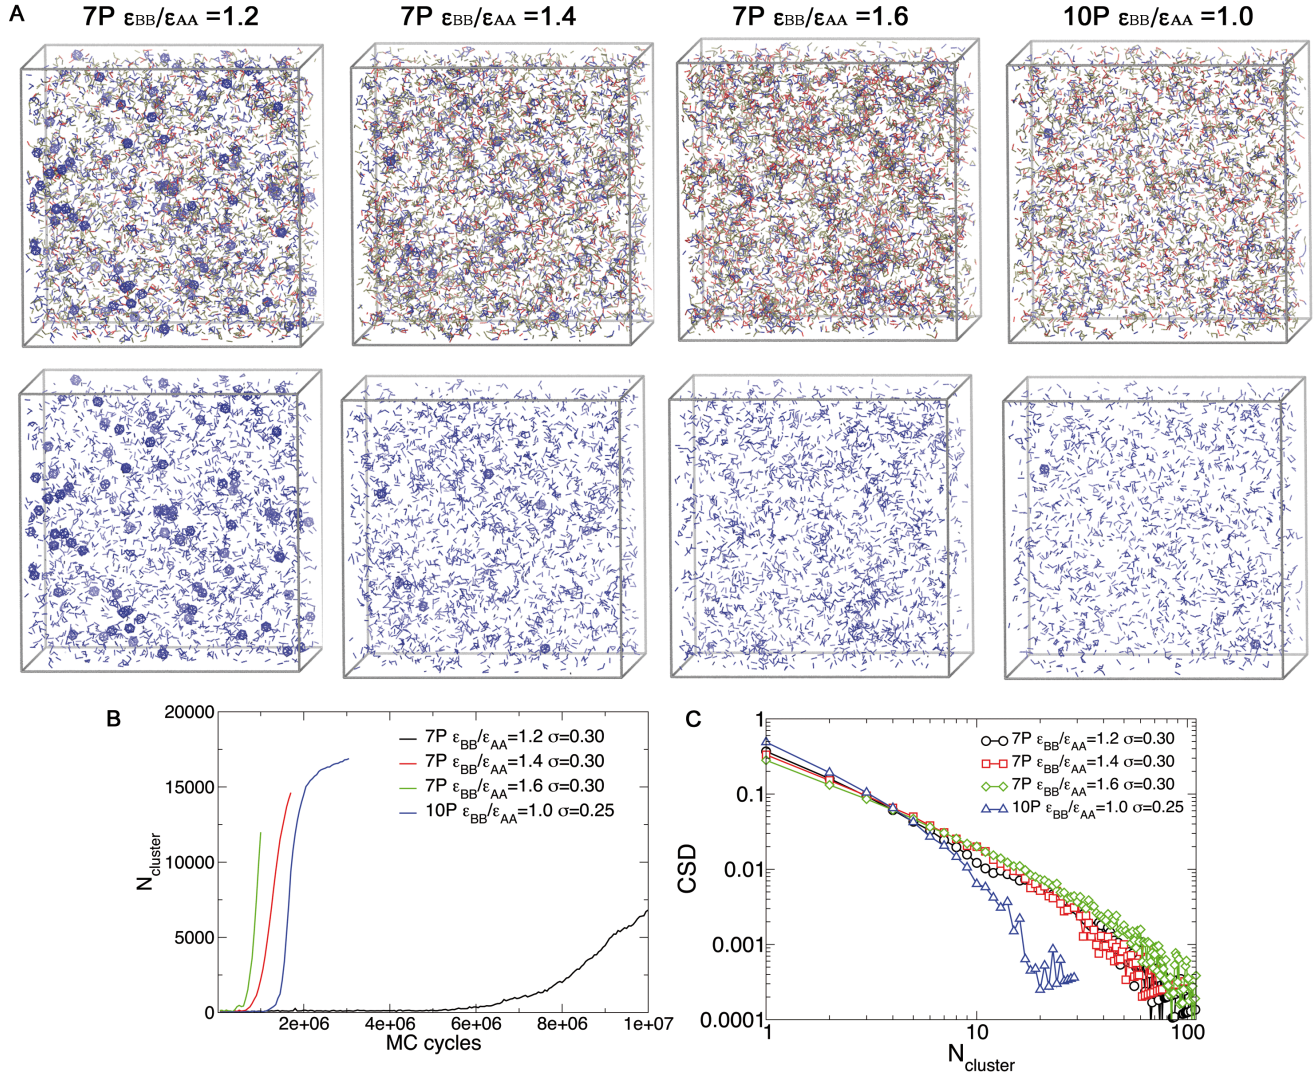 A
7P εBB/εAA =1.2
7P εBB/εAA =1.4
7P εBB/εAA =1.6
10P εBB/εAA =1.0
B
20000
15000
10000
5000
0
Ncluster
7P εBB/εAA=1.2 σ=0.30
7P εBB/εAA=1.4 σ=0.30
7P εBB/εAA=1.6 σ=0.30
10P εBB/εAA=1.0 σ=0.25
2e+06
4e+06
6e+06
8e+06
1e+07
MC cycles
C
1
0.1
0.01
0.001
0.0001
CSD
7P εBB/εAA=1.2 σ=0.30
7P εBB/εAA=1.4 σ=0.30
7P εBB/εAA=1.6 σ=0.30
10P εBB/εAA=1.0 σ=0.25
1
10
100
Ncluster